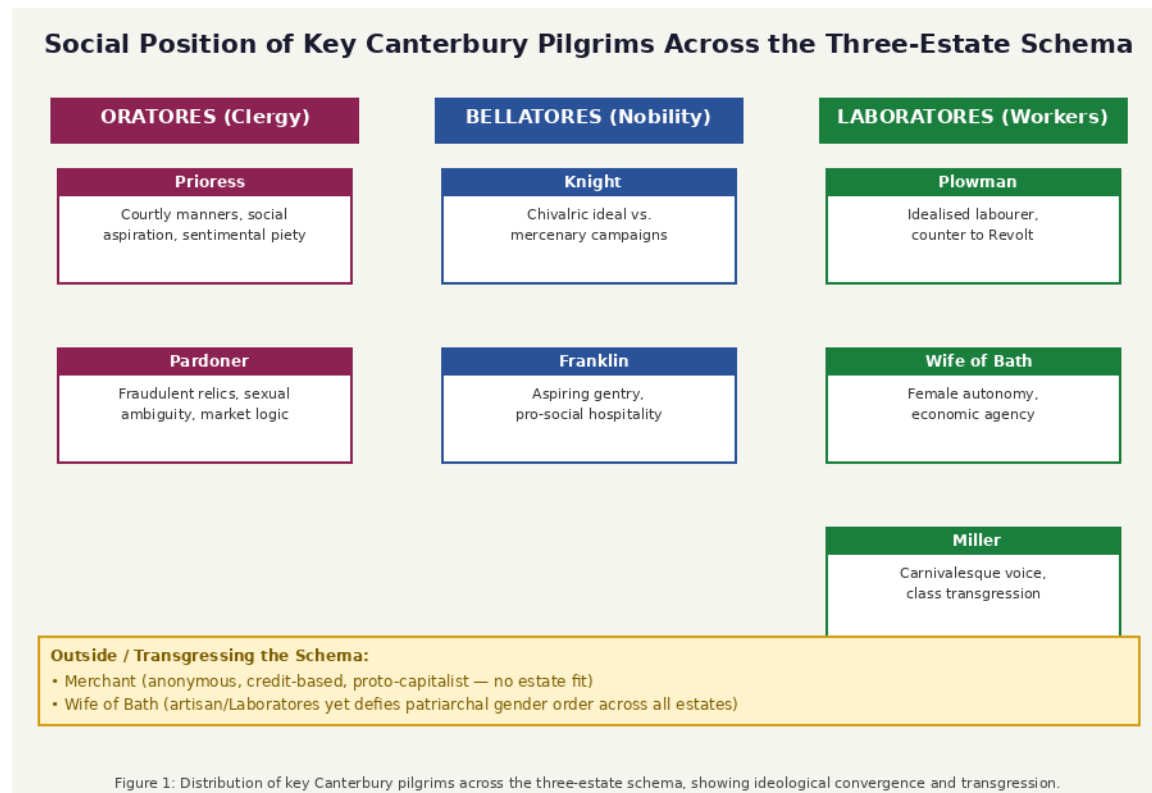 Social Position of Key Canterbury Pilgrims Across the Three-Estate Schema
ORATORES (Clergy)
BELLATORES (Nobility)
LABORATORES (Workers)
Prioress
Courtly manners, social
aspiration, sentimental piety
Knight
Chivalric ideal vs.
mercenary campaigns
Plowman
Idealised labourer,
counter to Revolt
Pardoner
Fraudulent relics, sexual
ambiguity, market logic
Franklin
Aspiring gentry,
pro-social hospitality
Wife of Bath
Female autonomy,
economic agency
Miller
Carnivalesque voice,
class transgression
Outside / Transgressing the Schema:
• Merchant (anonymous, credit-based, proto-capitalist — no estate fit)
• Wife of Bath (artisan/Laboratores yet defies patriarchal gender order across all estates)
Figure 1: Distribution of key Canterbury pilgrims across the three-estate schema, showing ideological convergence and transgression.